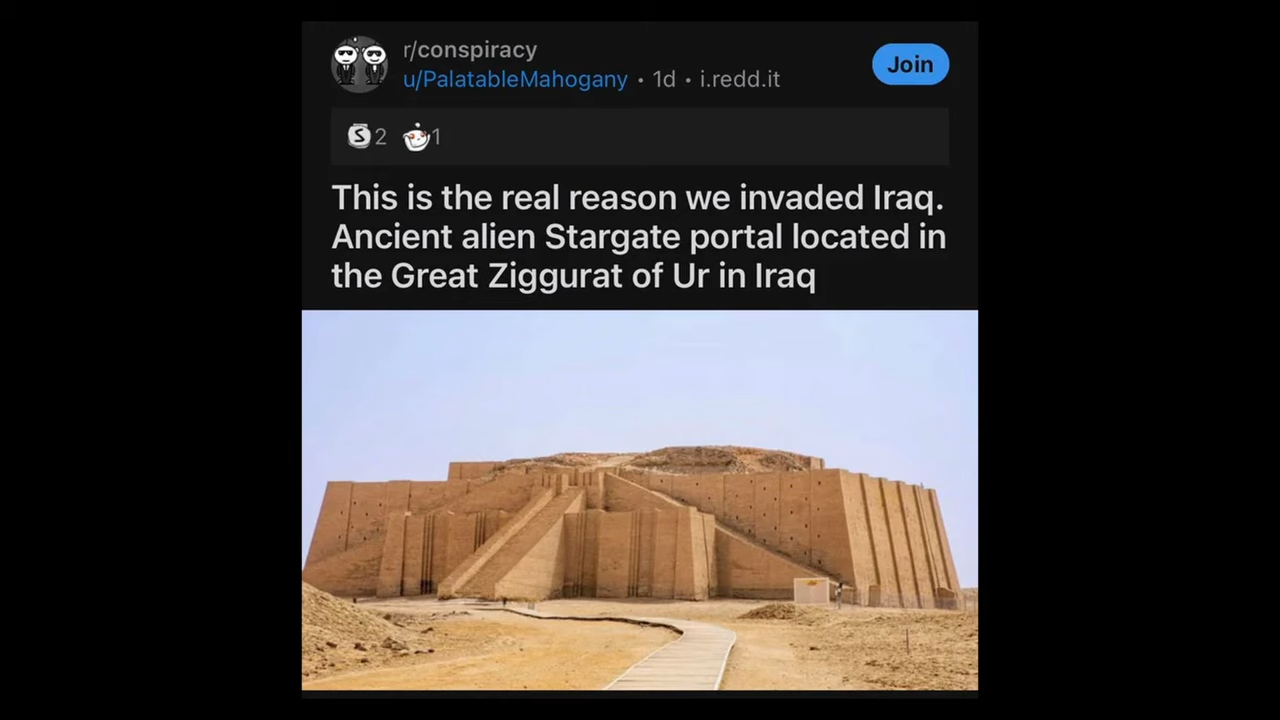 r/conspiracy
u/PalatableMahogany • 1d • i.redd.it
Join
2 1
This is the real reason we invaded Iraq.
Ancient alien Stargate portal located in
the Great Ziggurat of Ur in Iraq